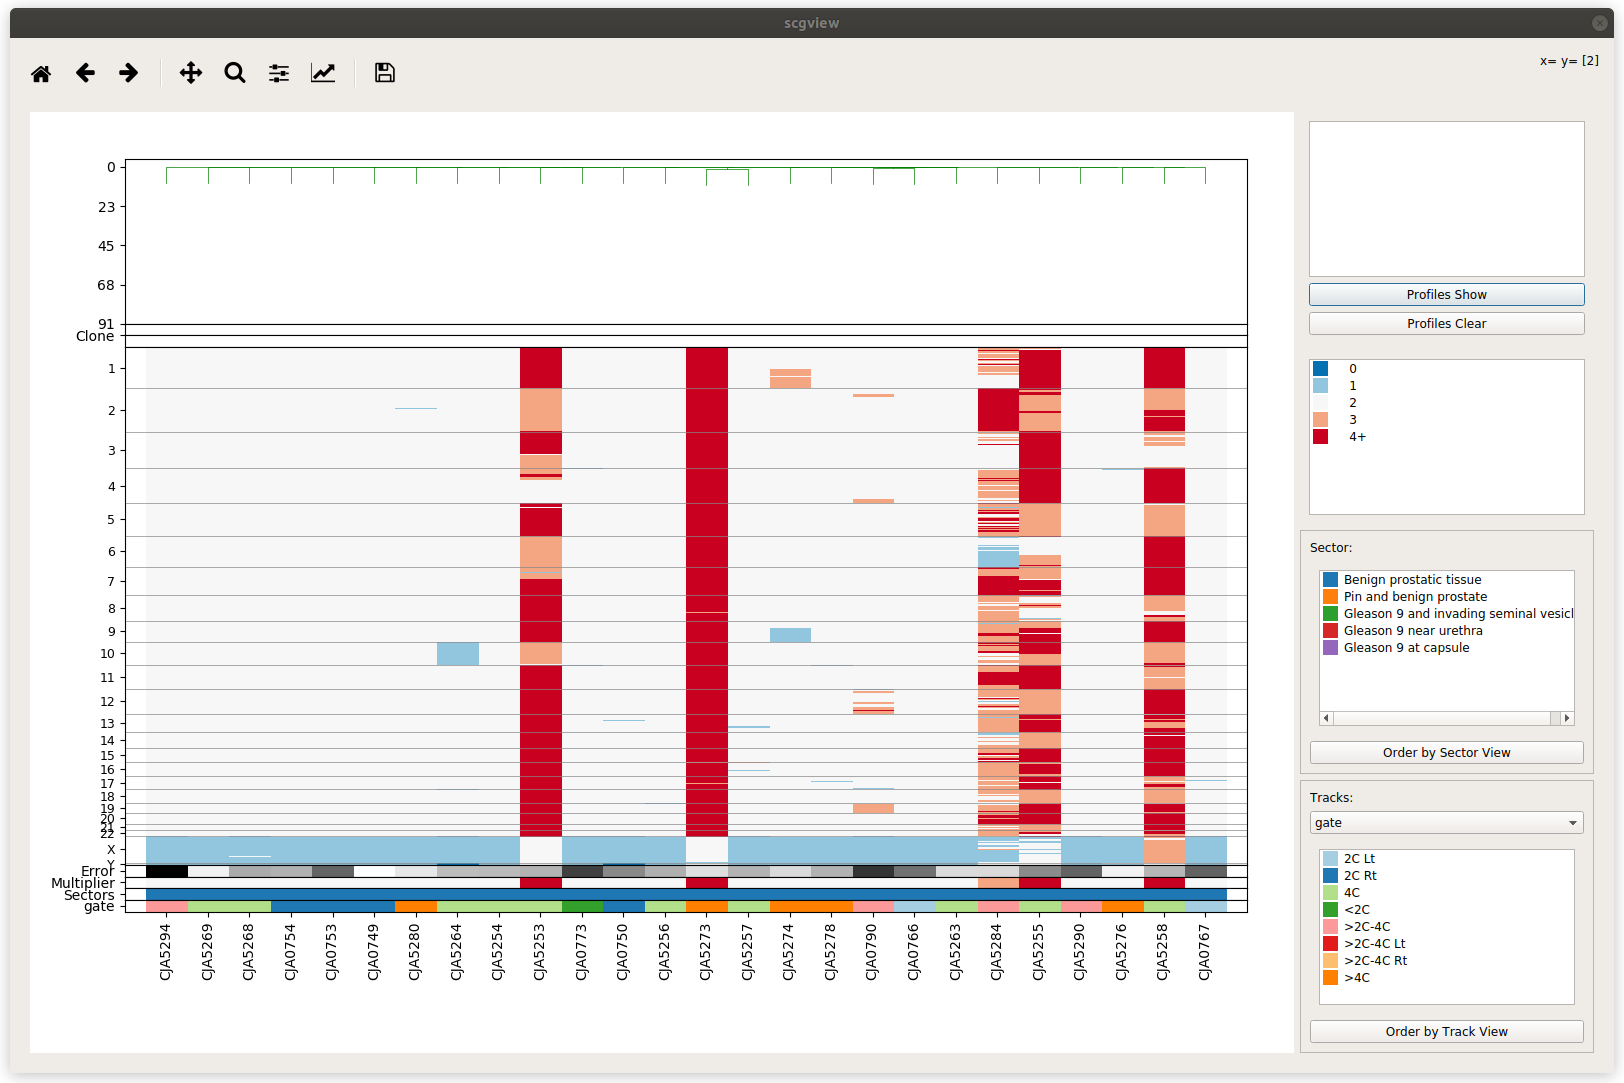 scgview
x= y= [2]
0
23
45
68
91
Clone
1
2
3
4
5
6
7
8
9
10
11
12
13
14
15
16
17
18
19
20
21
22
X
Y
Error
Multiplier
Sectors
gate
CJA5294
CJA5269
CJA5268
CJA0754
CJA0753
CJA0749
CJA5280
CJA5264
CJA5254
CJA5253
CJA0773
CJA0750
CJA5256
CJA5273
CJA5257
CJA5274
CJA5278
CJA0790
CJA0766
CJA5263
CJA5284
CJA5255
CJA5290
CJA5276
CJA5258
CJA0767
Profiles Show
Profiles Clear
0
1
2
3
4+
Sector:
Benign prostatic tissue
Pin and benign prostate
Gleason 9 and invading seminal vesicl
Gleason 9 near urethra
Gleason 9 at capsule
Order by Sector View
Tracks:
gate
2C Lt
2C Rt
4C
<2C
>2C-4C
>2C-4C Lt
>2C-4C Rt
>4C
Order by Track View